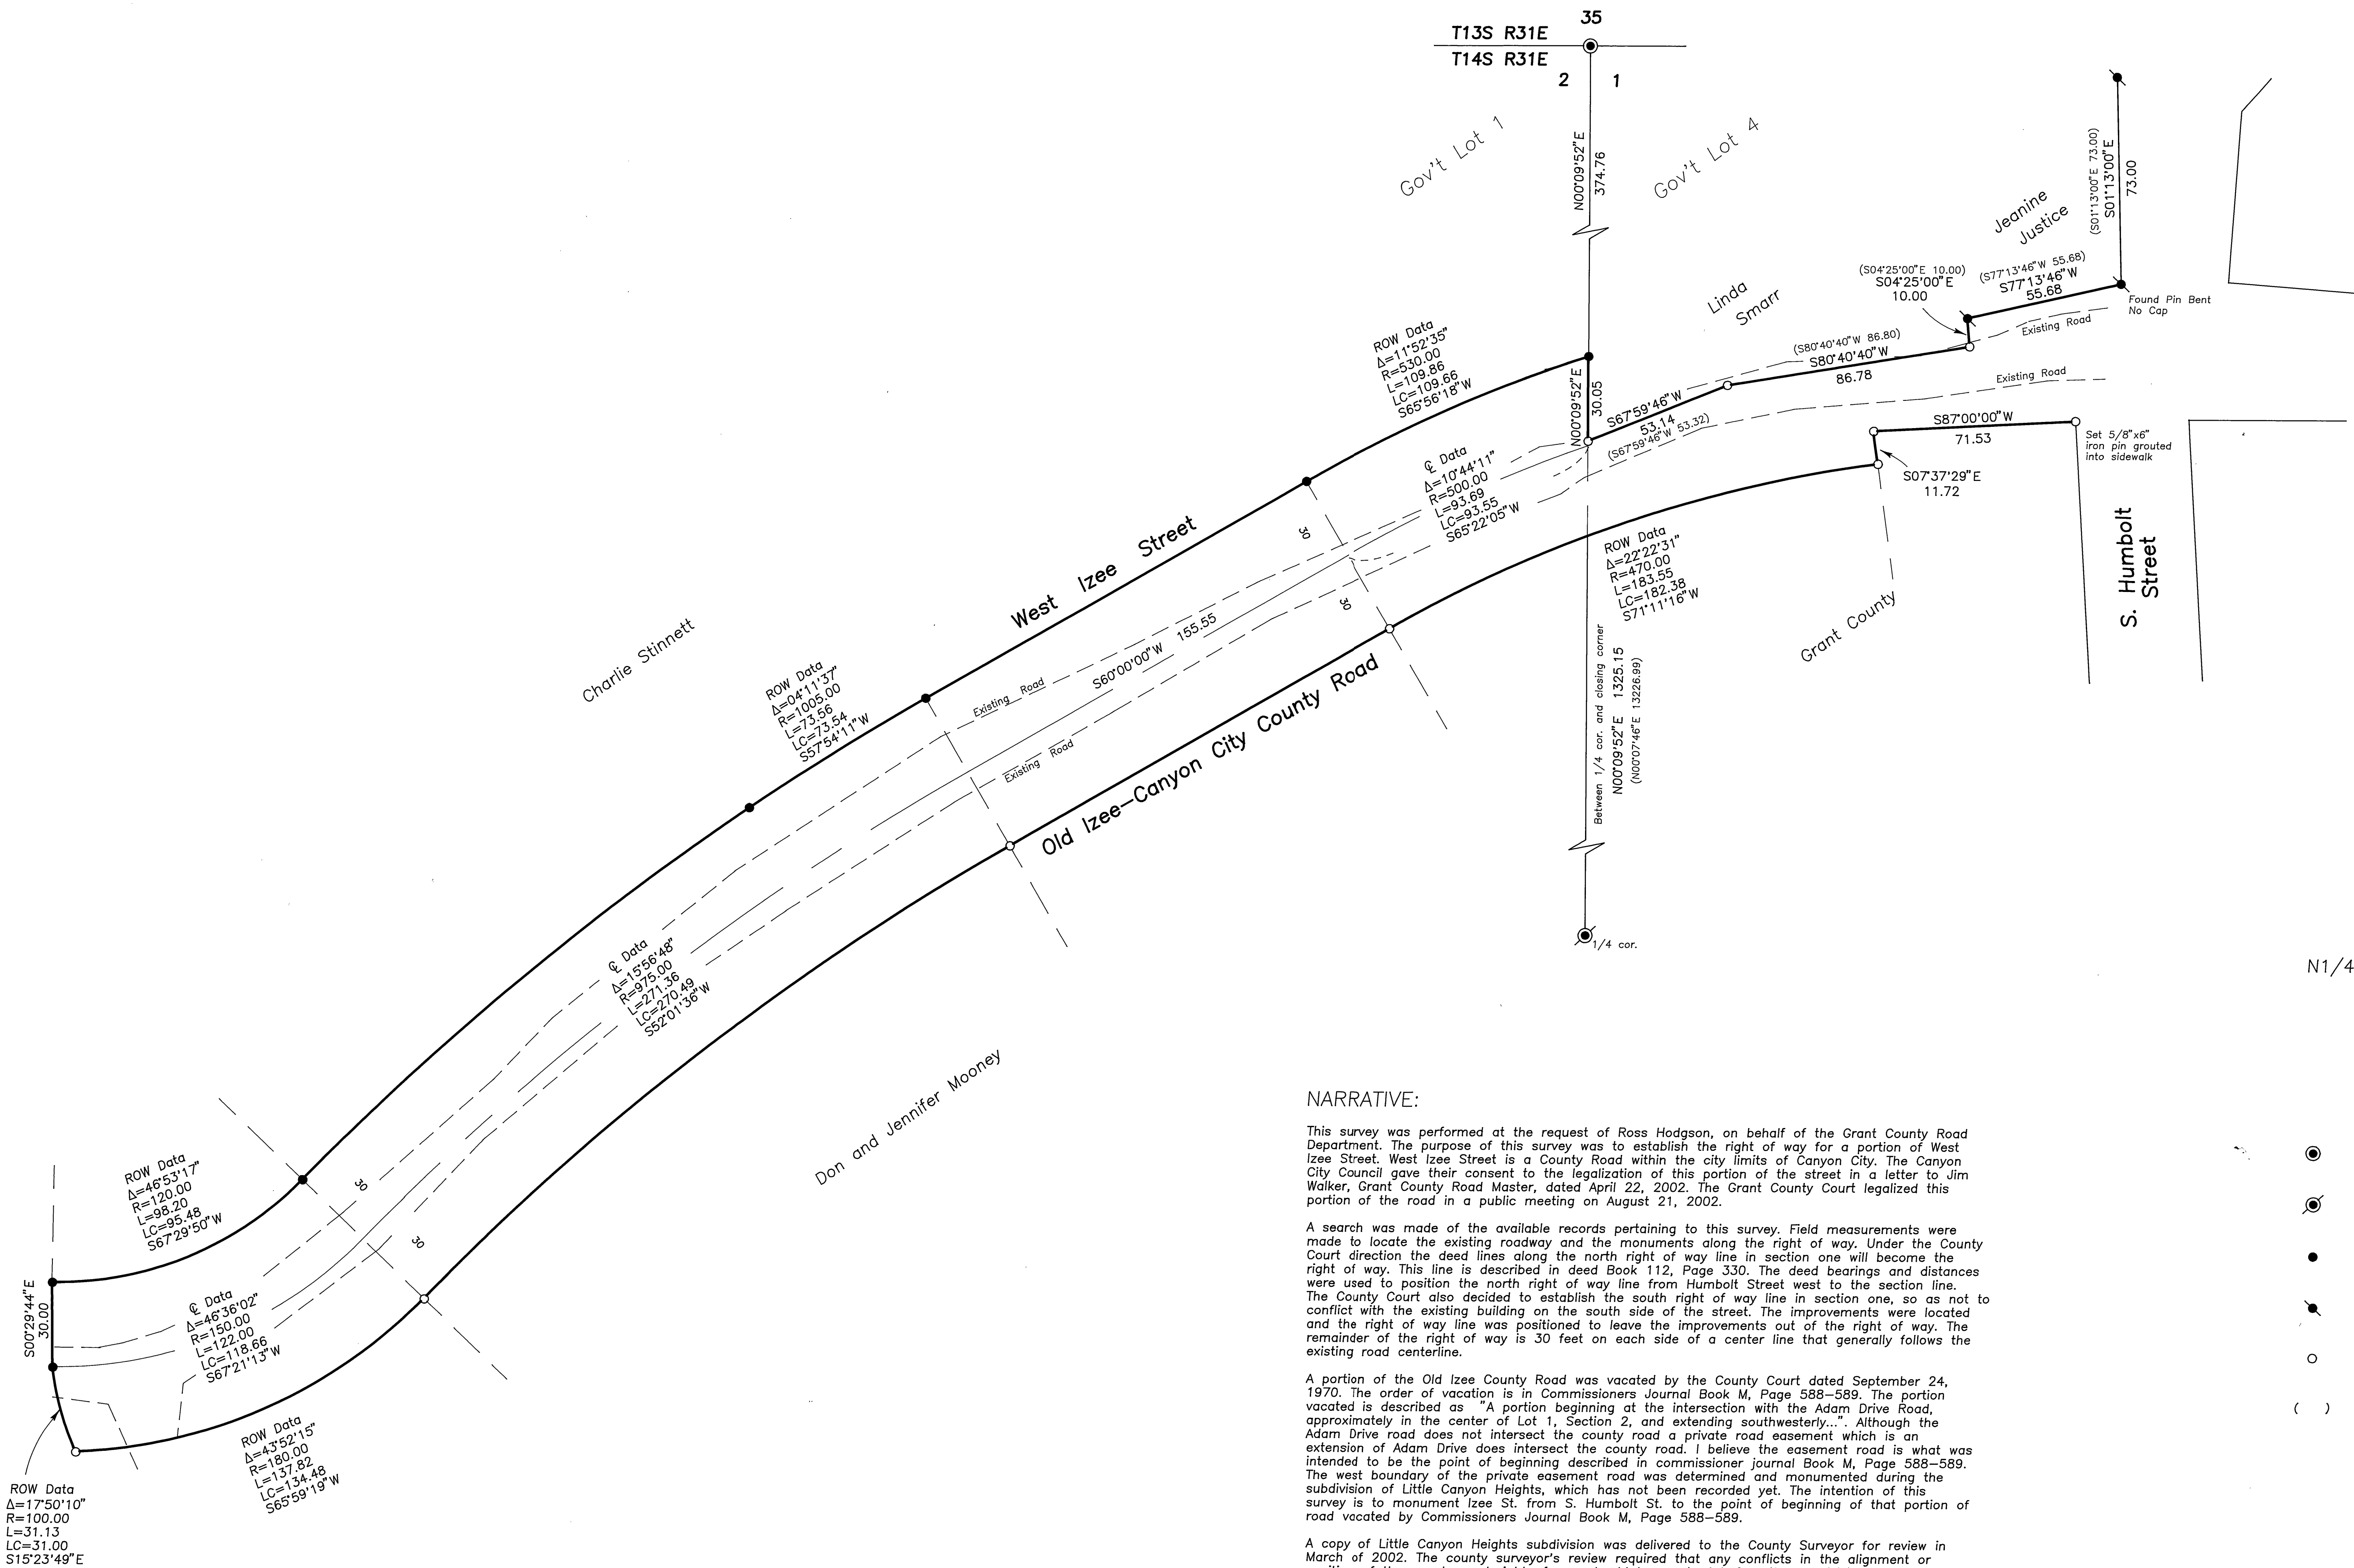 35
T13S R31E
T14S R31E
2 1
Gov't Lot 1
Gov't Lot 4
N00°09'52"E
374.76
Jeanine
Justice
(S01°13'00"E 73.00)
S01°13'00"E
73.00
(S04°25'00"E 10.00)
S04°25'00"E
10.00
(S77°13'46"W 55.68)
S77°13'46"W
55.68
Found Pin Bent
No Cap
Existing Road
Linda
Smarr
(S80°40'40"W 86.80)
S80°40'40"W
86.78
Existing Road
ROW Data
Δ=11°52'35"
R=530.00
L=109.86
LC=109.66
S65°56'18"W
N00°09'52"E
30.05
S67°59'46"W
53.14
(S67°59'46"W 53.32)
S87°00'00"W
71.53
Set 5/8"x6"
iron pin grouted
into sidewalk
S07°37'29"E
11.72
S. Humbolt
Street
℄ Data
Δ=10°44'11"
R=500.00
L=93.69
LC=93.55
S65°22'05"W
30
30
ROW Data
Δ=22°22'31"
R=470.00
L=183.55
LC=182.38
S71°11'16"W
Grant County
West Izee Street
Charlie Stinnett
ROW Data
Δ=04°11'37"
R=1005.00
L=73.56
LC=73.54
S57°54'11"W
Existing Road
S60°00'00"W 155.55
Existing Road
Old Izee-Canyon City County Road
Between 1/4 cor. and closing corner
N00°09'52"E 1325.15
(N00°07'46"E 13226.99)
1/4 cor.
N1/4
℄ Data
Δ=15°56'48"
R=975.00
L=271.36
LC=270.49
S52°01'36"W
Don and Jennifer Mooney
ROW Data
Δ=46°53'17"
R=120.00
L=98.20
LC=95.48
S67°29'50"W
30
30
S00°29'44"E
30.00
℄ Data
Δ=46°36'02"
R=150.00
L=122.00
LC=118.66
S67°21'13"W
ROW Data
Δ=43°52'15"
R=180.00
L=137.82
LC=134.48
S65°59'19"W
ROW Data
Δ=17°50'10"
R=100.00
L=31.13
LC=31.00
S15°23'49"E
NARRATIVE:
This survey was performed at the request of Ross Hodgson, on behalf of the Grant County Road
Department. The purpose of this survey was to establish the right of way for a portion of West
Izee Street. West Izee Street is a County Road within the city limits of Canyon City. The Canyon
City Council gave their consent to the legalization of this portion of the street in a letter to Jim
Walker, Grant County Road Master, dated April 22, 2002. The Grant County Court legalized this
portion of the road in a public meeting on August 21, 2002.
A search was made of the available records pertaining to this survey. Field measurements were
made to locate the existing roadway and the monuments along the right of way. Under the County
Court direction the deed lines along the north right of way line in section one will become the
right of way. This line is described in deed Book 112, Page 330. The deed bearings and distances
were used to position the north right of way line from Humbolt Street west to the section line.
The County Court also decided to establish the south right of way line in section one, so as not to
conflict with the existing building on the south side of the street. The improvements were located
and the right of way line was positioned to leave the improvements out of the right of way. The
remainder of the right of way is 30 feet on each side of a center line that generally follows the
existing road centerline.
A portion of the Old Izee County Road was vacated by the County Court dated September 24,
1970. The order of vacation is in Commissioners Journal Book M, Page 588-589. The portion
vacated is described as "A portion beginning at the intersection with the Adam Drive Road,
approximately in the center of Lot 1, Section 2, and extending southwesterly...". Although the
Adam Drive road does not intersect the county road a private road easement which is an
extension of Adam Drive does intersect the county road. I believe the easement road is what was
intended to be the point of beginning described in commissioner journal Book M, Page 588-589.
The west boundary of the private easement road was determined and monumented during the
subdivision of Little Canyon Heights, which has not been recorded yet. The intention of this
survey is to monument Izee St. from S. Humbolt St. to the point of beginning of that portion of
road vacated by Commissioners Journal Book M, Page 588-589.
A copy of Little Canyon Heights subdivision was delivered to the County Surveyor for review in
March of 2002. The county surveyor's review required that any conflicts in the alignment or
( )